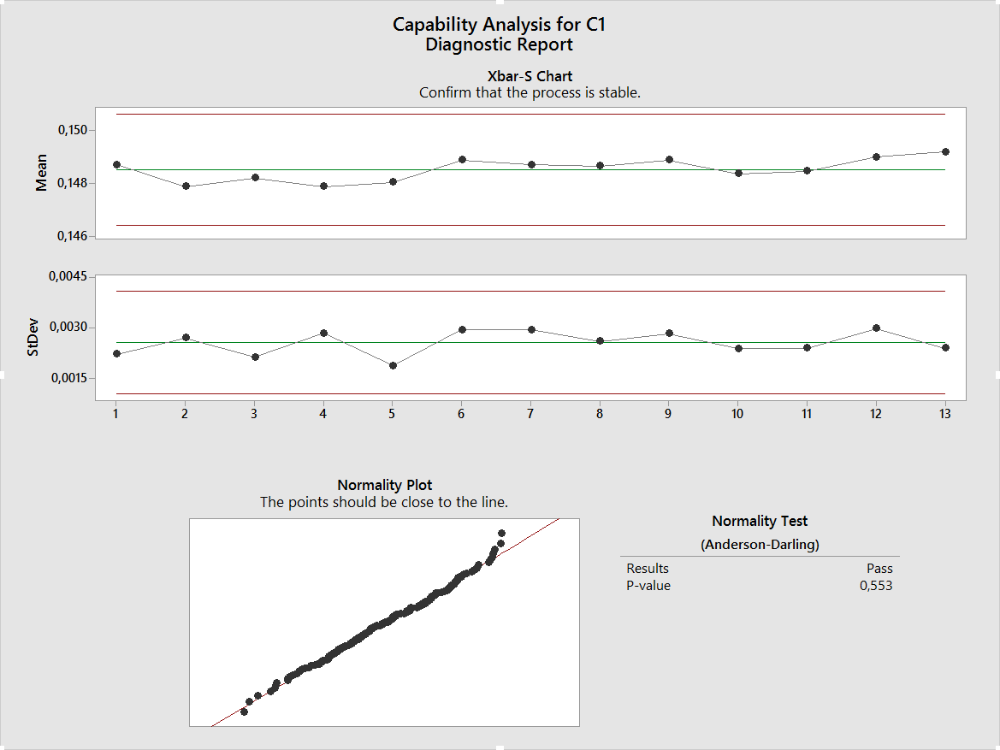 Capability Analysis for C1
Diagnostic Report
Xbar-S Chart
Confirm that the process is stable.
Mean
0,150
0,148
0,146
StDev
0,0045
0,0030
0,0015
1 2 3 4 5 6 7 8 9 10 11 12 13
Normality Plot
The points should be close to the line.
Normality Test
(Anderson-Darling)
Results Pass
P-value 0,553